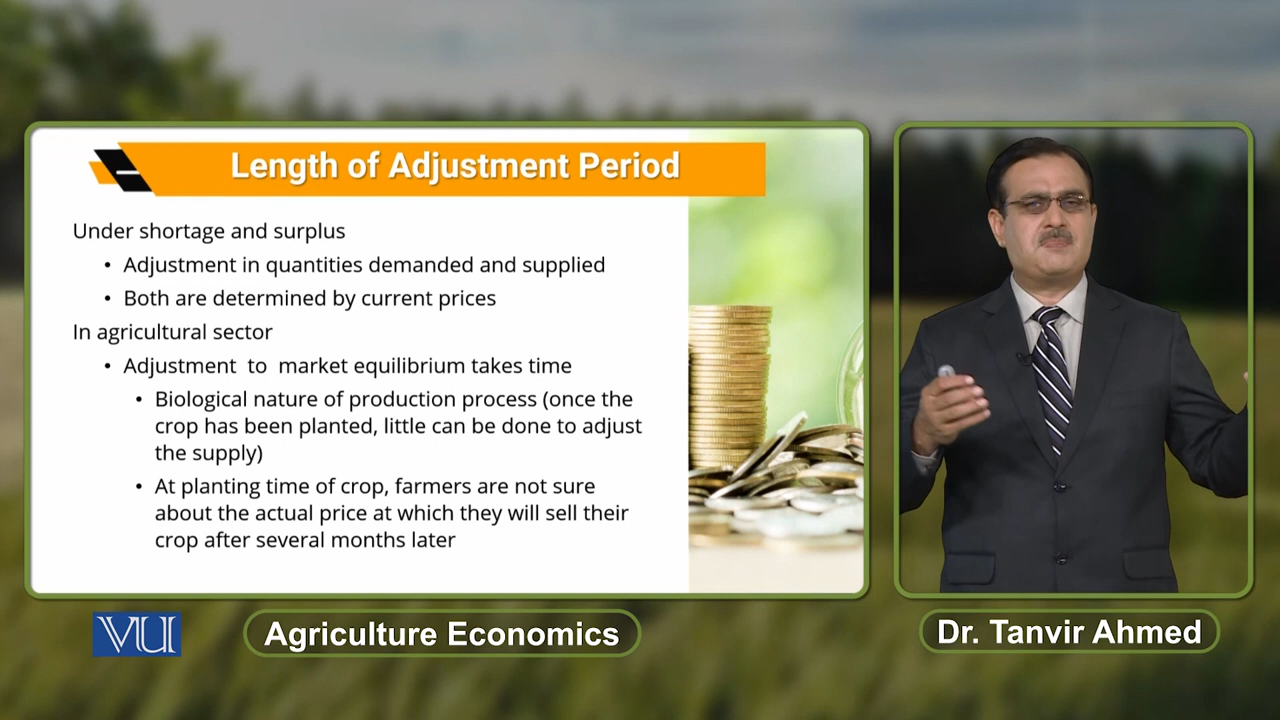 Length of Adjustment Period
Under shortage and surplus
• Adjustment in quantities demanded and supplied
• Both are determined by current prices
In agricultural sector
• Adjustment to market equilibrium takes time
• Biological nature of production process (once the
crop has been planted, little can be done to adjust
the supply)
• At planting time of crop, farmers are not sure
about the actual price at which they will sell their
crop after several months later
VU
Agriculture Economics
Dr. Tanvir Ahmed